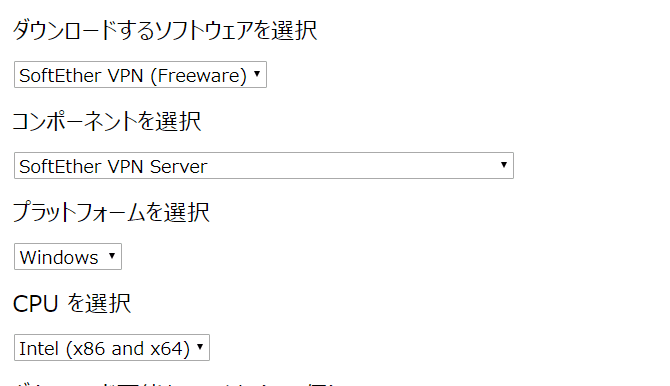 ダウンロードするソフトウェアを選択
SoftEther VPN (Freeware)
コンポーネントを選択
SoftEther VPN Server
プラットフォームを選択
Windows
CPU を選択
Intel (x86 and x64)